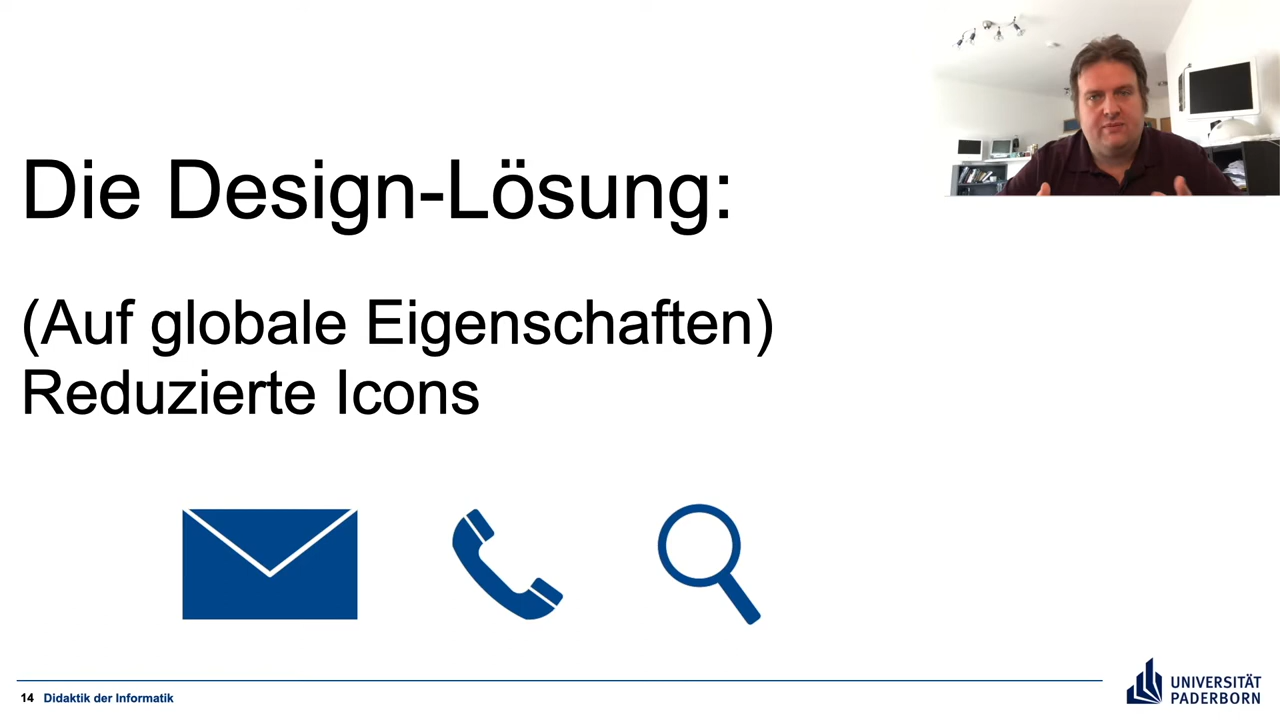 Die Design-Lösung:
(Auf globale Eigenschaften)
Reduzierte Icons
14 Didaktik der Informatik
UNIVERSITÄT
PADERBORN